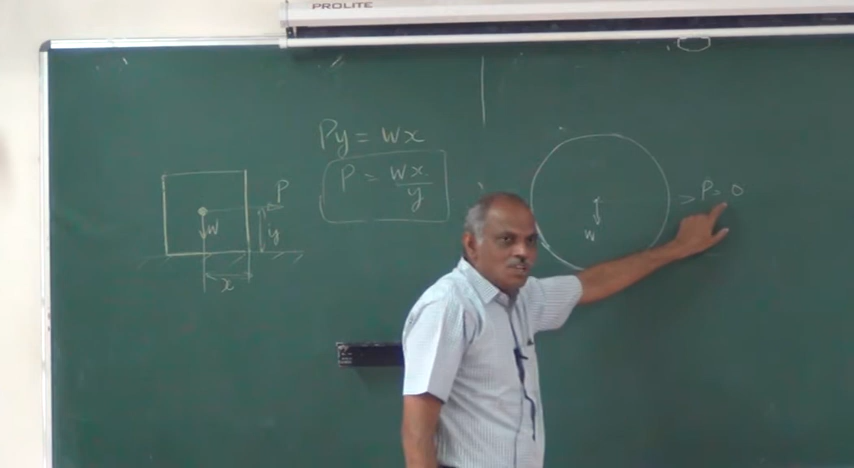 PROLITE
Py = Wx
P = Wx/y
P
W
y
x
W
P = 0